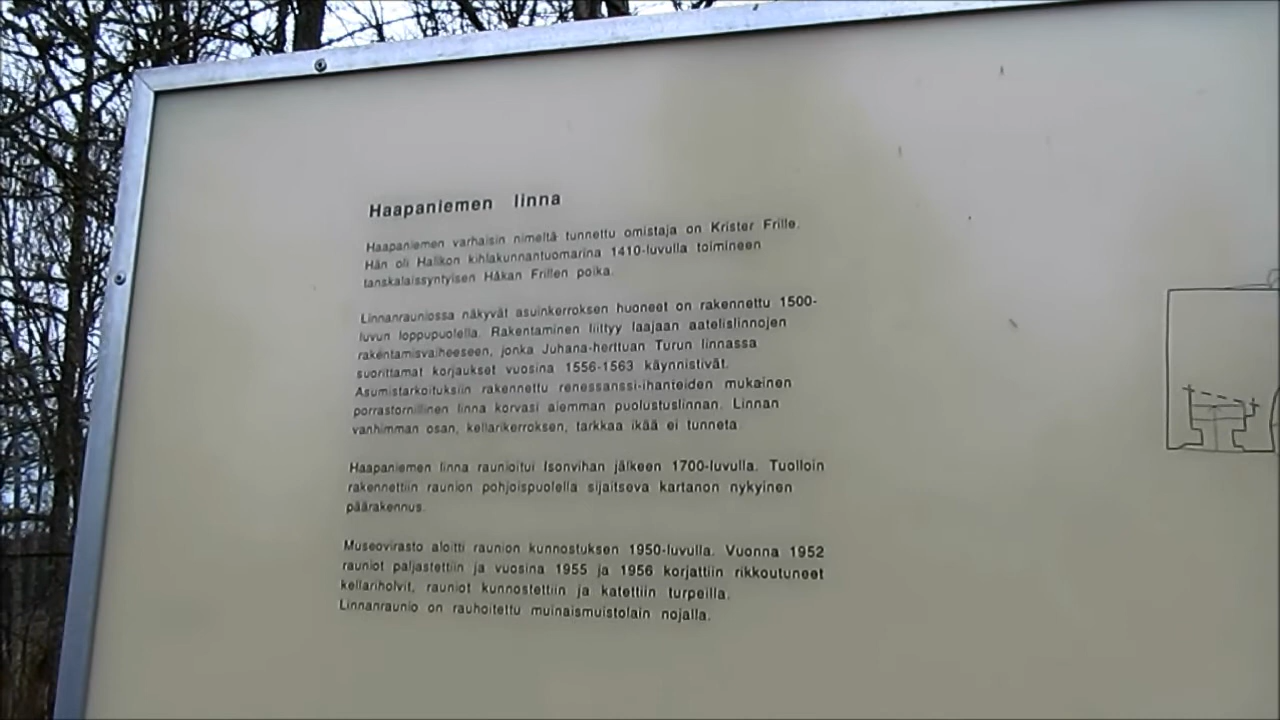 Haapaniemen linna
Haapaniemen varhaisin nimeltä tunnettu omistaja on Krister Frille.
Hän oli Halikon kihlakunnantuomarina 1410-luvulla toimineen
tanskalaissyntyisen Håkan Frillen poika.
Linnanrauniossa näkyvät asuinkerroksen huoneet on rakennettu 1500-
luvun loppupuolella. Rakentaminen liittyy laajaan aatelislinnojen
rakentamisvaiheeseen, jonka Juhana-herttuan Turun linnassa
suorittamat korjaukset vuosina 1556-1563 käynnistivät.
Asumistarkoituksiin rakennettu renessanssi-ihanteiden mukainen
porrastornillinen linna korvasi aiemman puolustuslinnan. Linnan
vanhimman osan, kellarikerroksen, tarkkaa ikää ei tunneta
Haapaniemen linna raunioitui Isonvihan jälkeen 1700-luvulla. Tuolloin
rakennettiin raunion pohjoispuolella sijaitseva kartanon nykyinen
päärakennus.
Museovirasto aloitti raunion kunnostuksen 1950-luvulla. Vuonna 1952
rauniot paljastettiin ja vuosina 1955 ja 1956 korjattiin rikkoutuneet
kellariholvit, rauniot kunnostettiin ja katettiin turpeilla.
Linnanraunio on rauhoitettu muinaismuistolain nojalla.